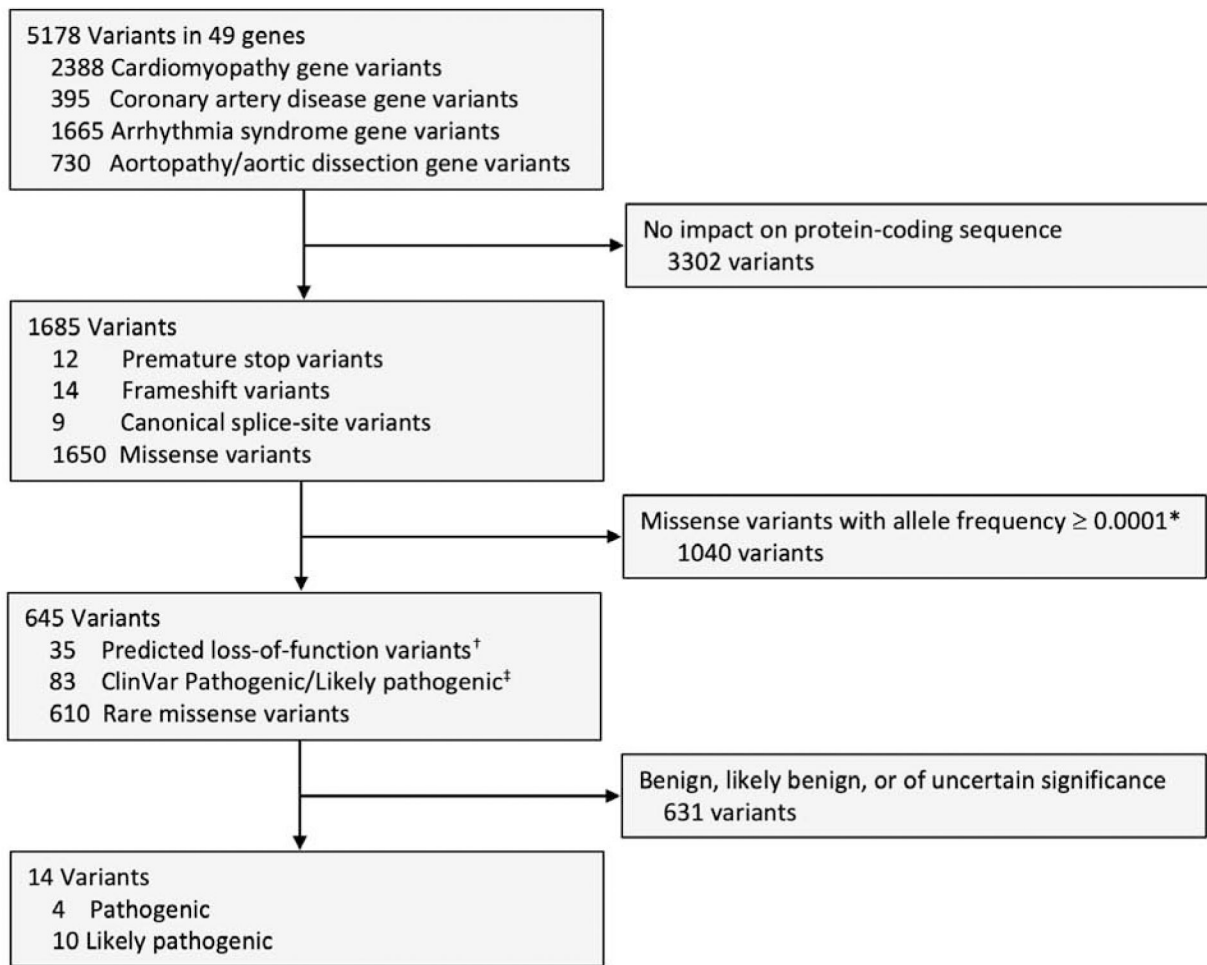 5178 Variants in 49 genes
2388 Cardiomyopathy gene variants
395 Coronary artery disease gene variants
1665 Arrhythmia syndrome gene variants
730 Aortopathy/aortic dissection gene variants
No impact on protein-coding sequence
3302 variants
1685 Variants
12 Premature stop variants
14 Frameshift variants
9 Canonical splice-site variants
1650 Missense variants
Missense variants with allele frequency ≥ 0.0001*
1040 variants
645 Variants
35 Predicted loss-of-function variants†
83 ClinVar Pathogenic/Likely pathogenic‡
610 Rare missense variants
Benign, likely benign, or of uncertain significance
631 variants
14 Variants
4 Pathogenic
10 Likely pathogenic